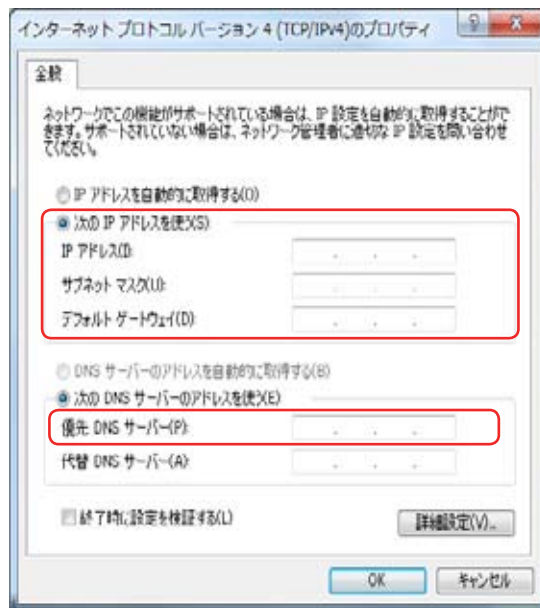 インターネット プロトコル バージョン 4 (TCP/IPv4)のプロパティ
全般
ネットワークでこの機能がサポートされている場合は、IP 設定を自動的に取得することがで
きます。サポートされていない場合は、ネットワーク管理者に適切な IP 設定を問い合わせ
てください。
IP アドレスを自動的に取得する(O)
次の IP アドレスを使う(S)
IP アドレス(I):
サブネット マスク(U):
デフォルト ゲートウェイ(D):
DNS サーバーのアドレスを自動的に取得する(B)
次の DNS サーバーのアドレスを使う(E)
優先 DNS サーバー(P):
代替 DNS サーバー(A):
終了時に設定を検証する(L)
詳細設定(V)...
OK
キャンセル